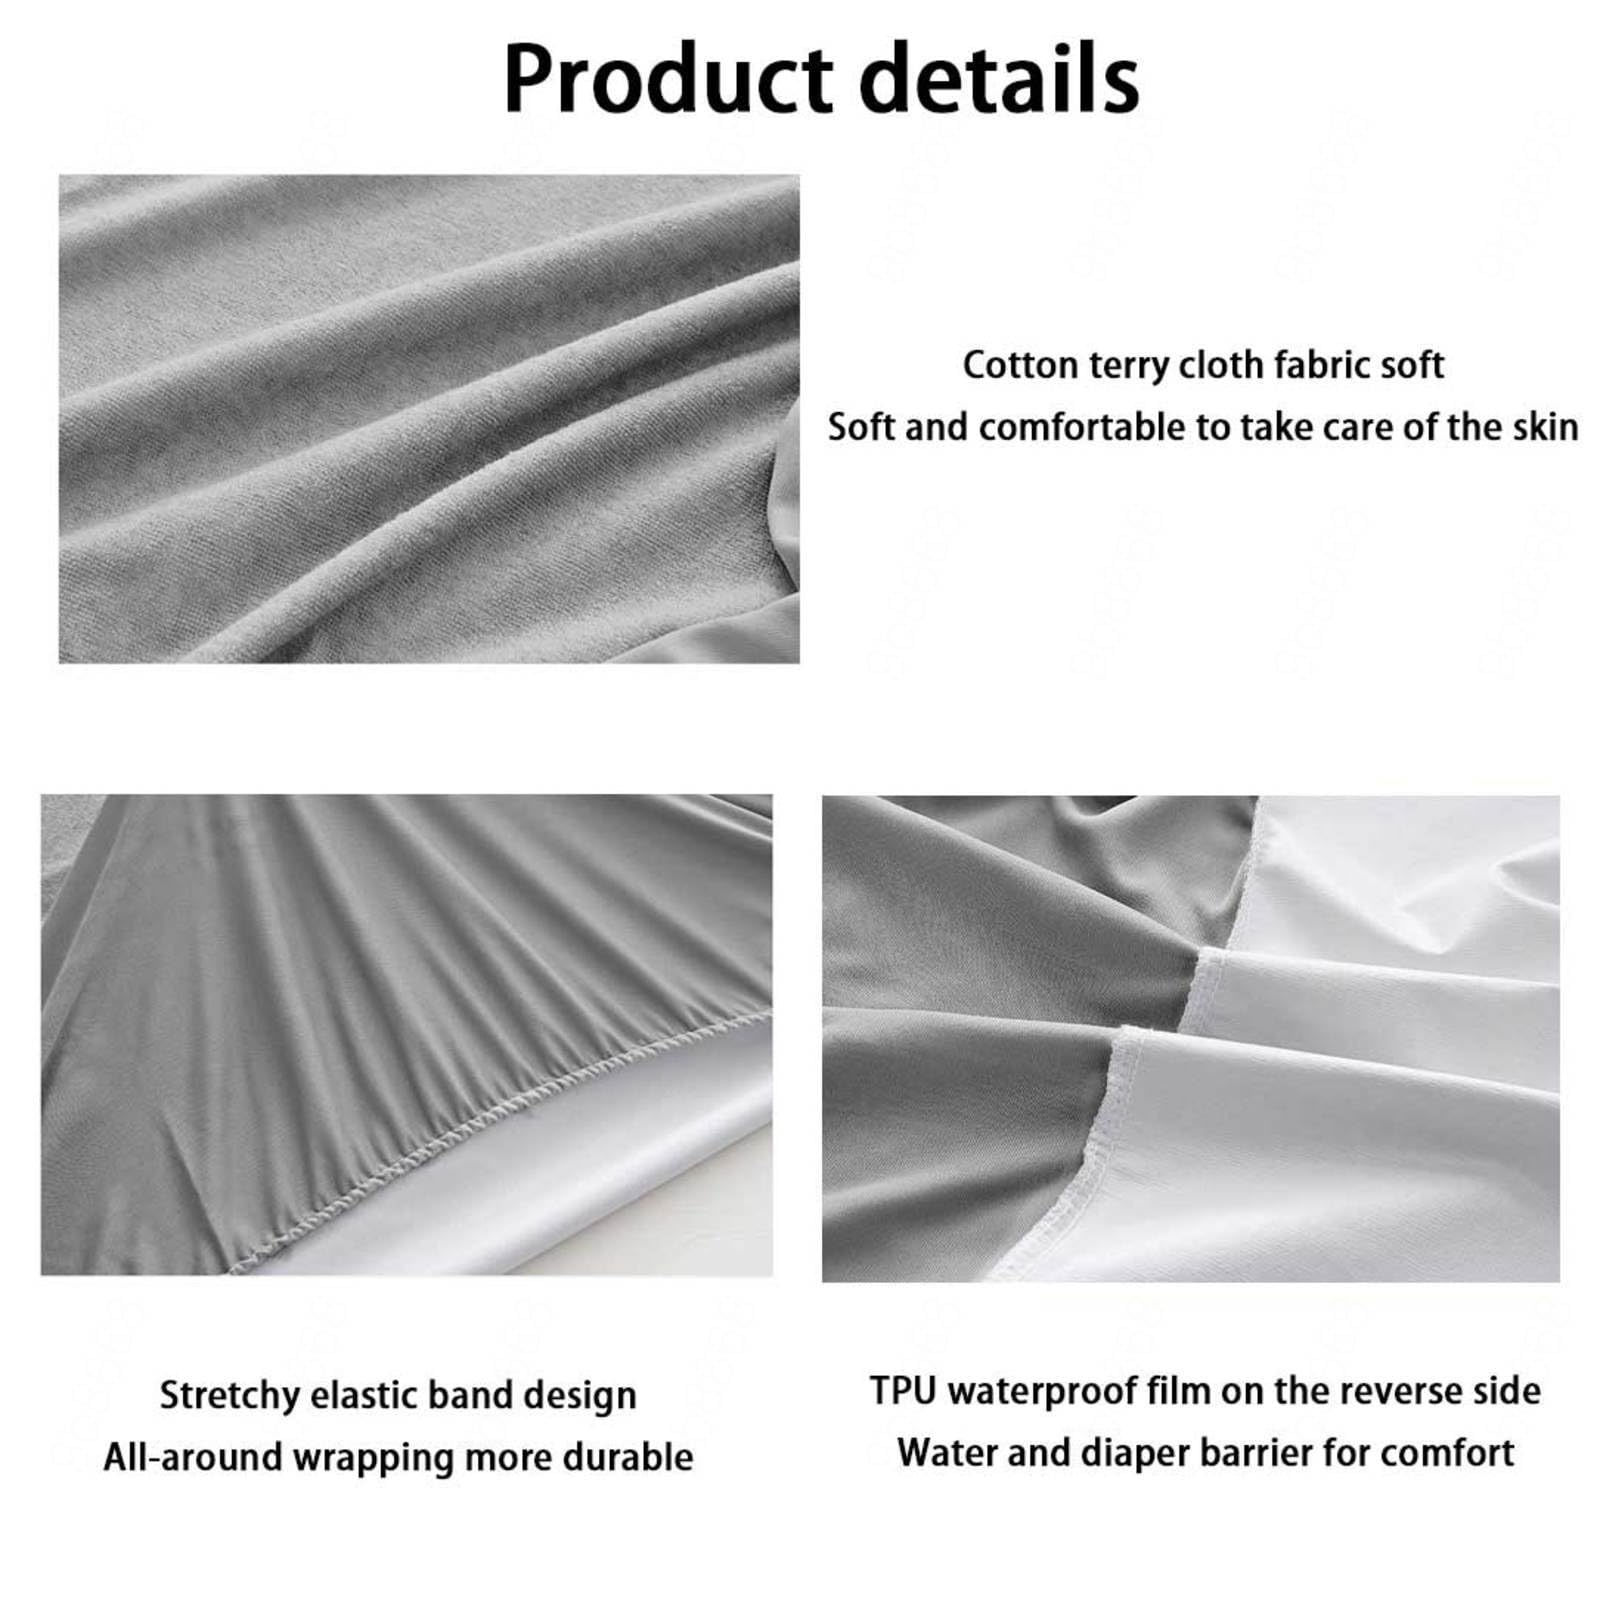 Product details
Cotton terry cloth fabric soft
Soft and comfortable to take care of the skin
Stretchy elastic band design
All-around wrapping more durable
TPU waterproof film on the reverse side
Water and diaper barrier for comfort